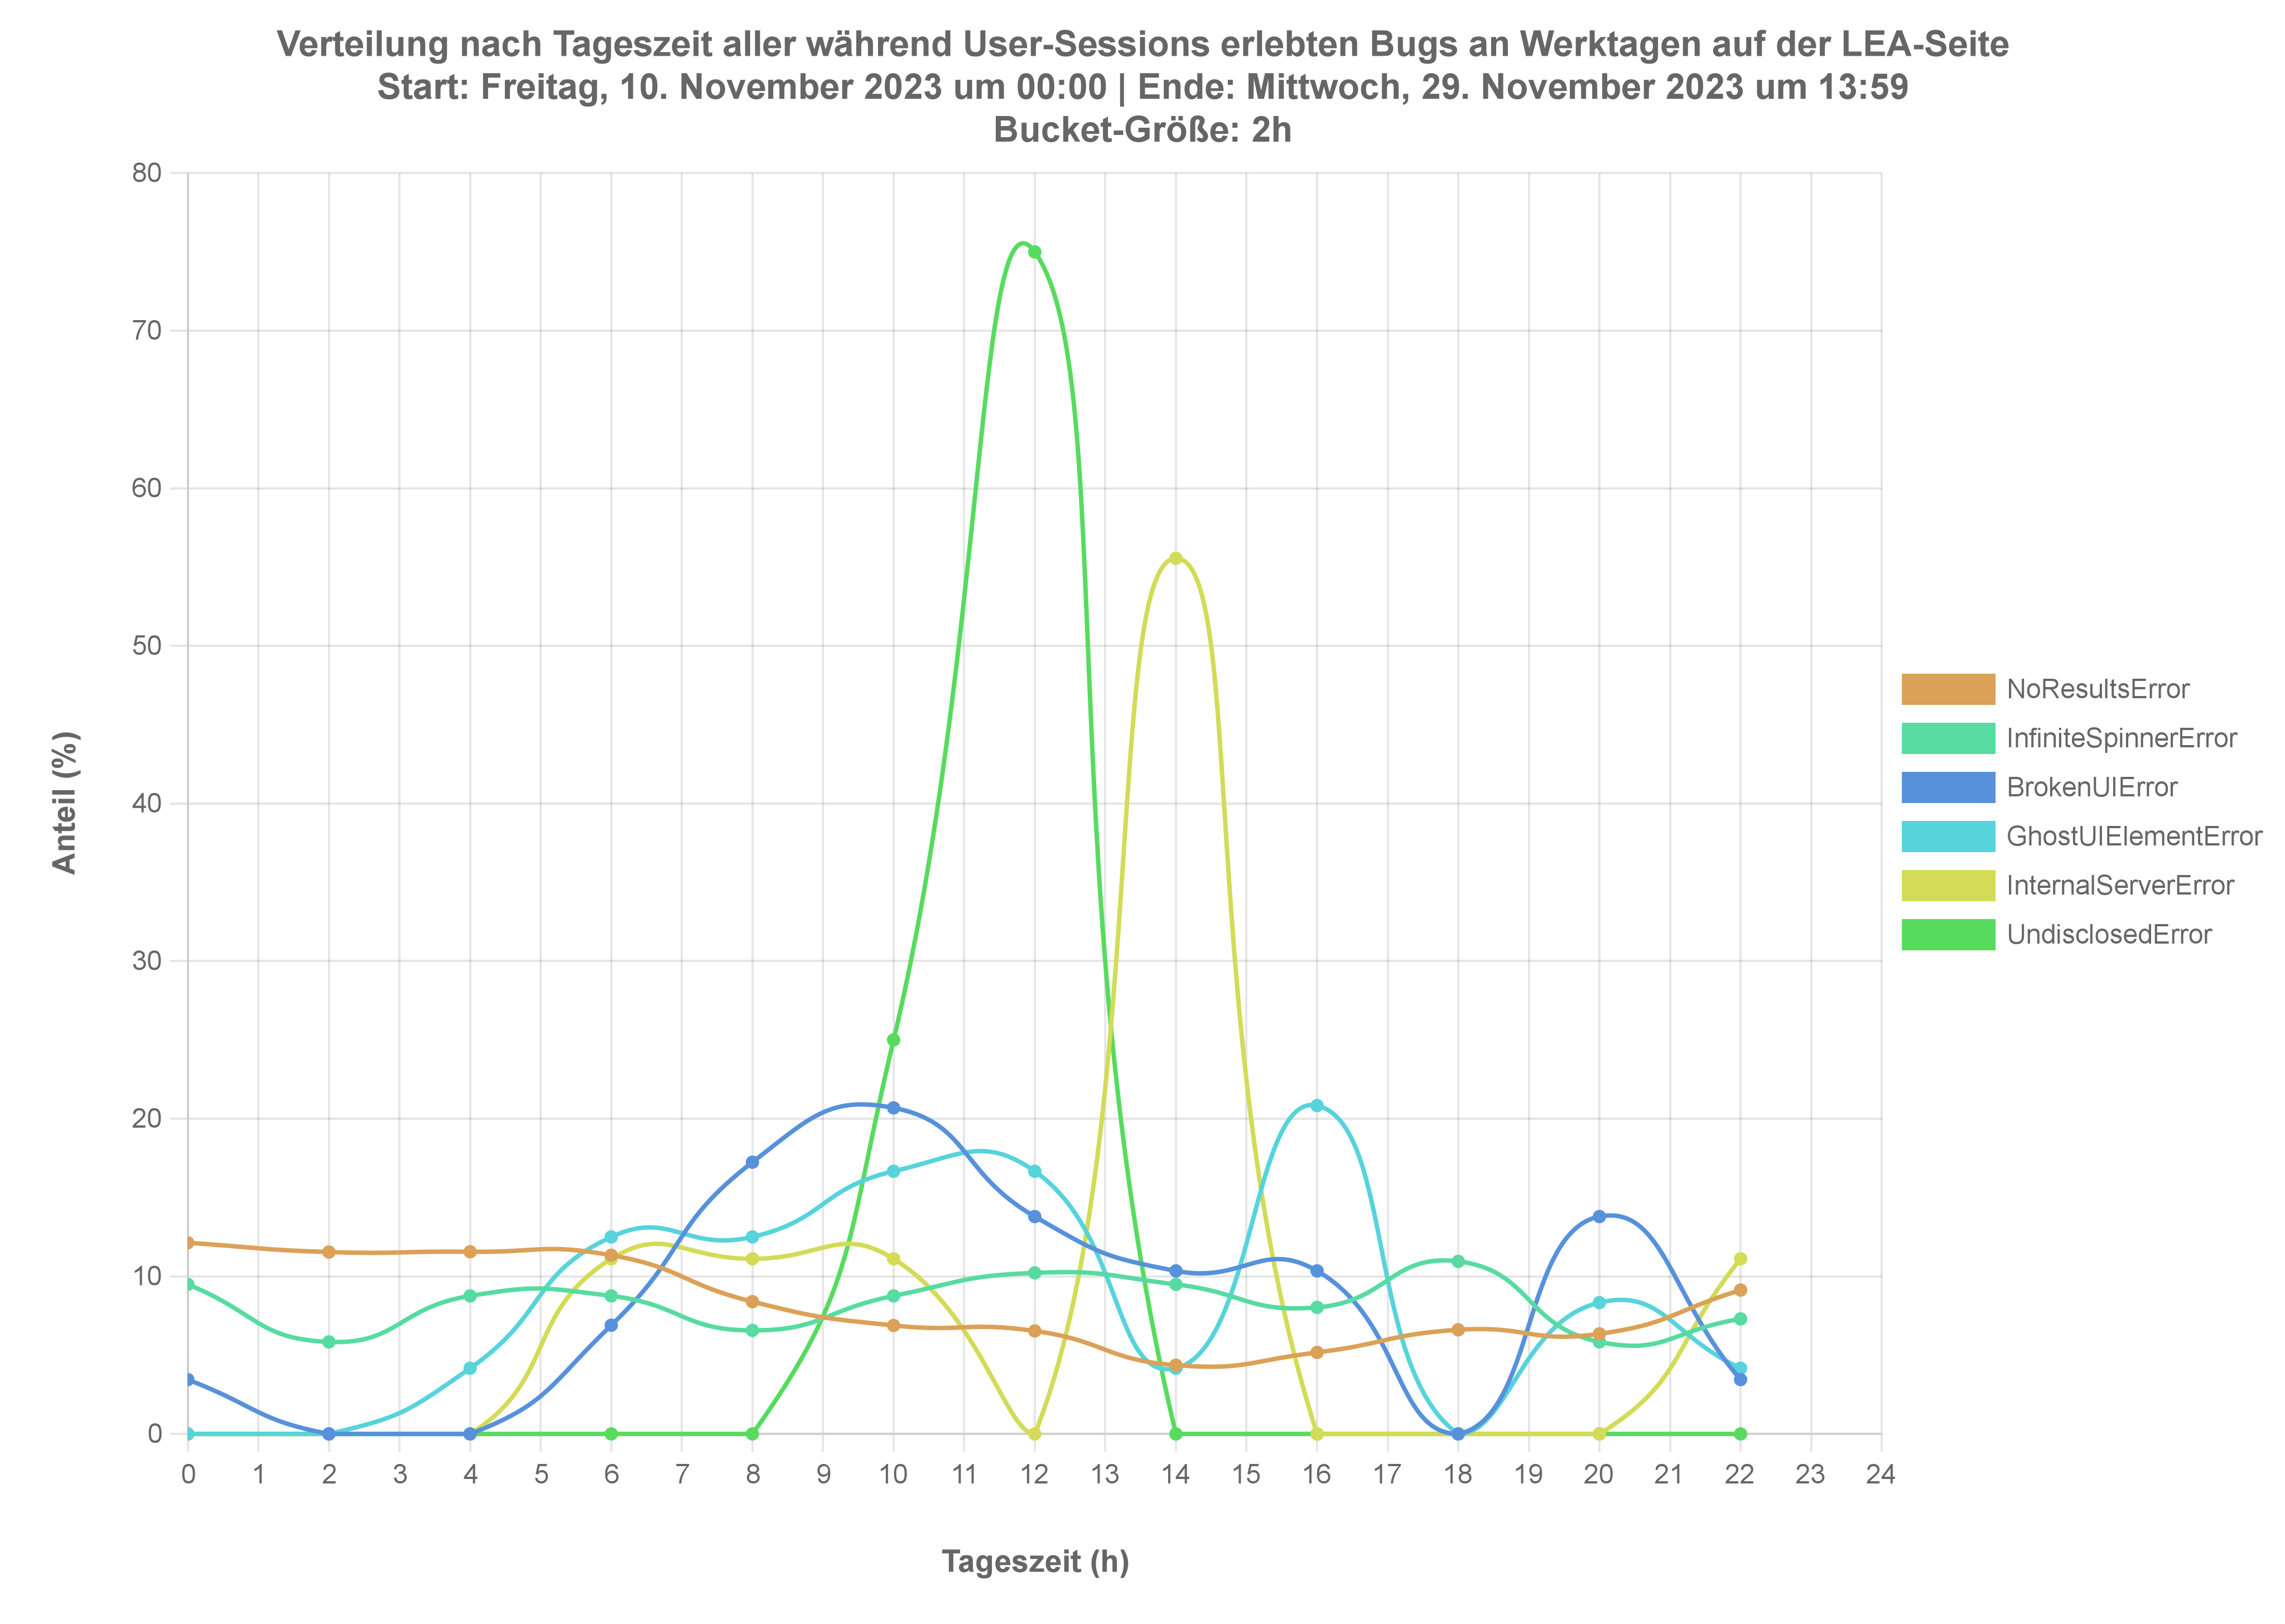 Verteilung nach Tageszeit aller während User-Sessions erlebten Bugs an Werktagen auf der LEA-Seite
Start: Freitag, 10. November 2023 um 00:00 | Ende: Mittwoch, 29. November 2023 um 13:59
Bucket-Größe: 2h
80
70
60
50
40
30
20
10
0
Anteil (%)
0 1 2 3 4 5 6 7 8 9 10 11 12 13 14 15 16 17 18 19 20 21 22 23 24
Tageszeit (h)
NoResultsError
InfiniteSpinnerError
BrokenUIError
GhostUIElementError
InternalServerError
UndisclosedError